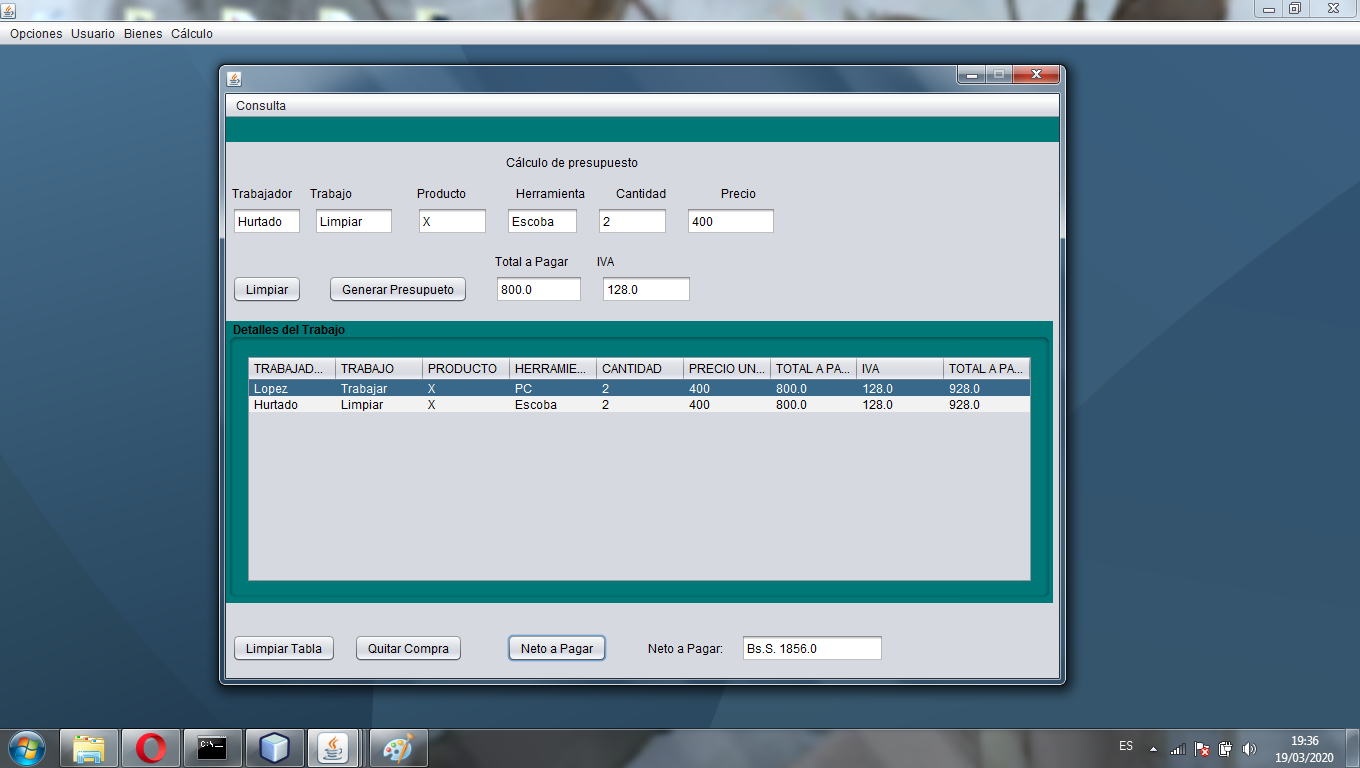 Opciones Usuario Bienes Cálculo
Consulta
Cálculo de presupuesto
Trabajador Trabajo Producto Herramienta Cantidad Precio
Hurtado Limpiar X Escoba 2 400
Total a Pagar IVA
Limpiar Generar Presupueto 800.0 128.0
Detalles del Trabajo
TRABAJAD... TRABAJO PRODUCTO HERRAMIE... CANTIDAD PRECIO UN... TOTAL A PA... IVA TOTAL A PA...
Lopez Trabajar X PC 2 400 800.0 128.0 928.0
Hurtado Limpiar X Escoba 2 400 800.0 128.0 928.0
Limpiar Tabla Quitar Compra Neto a Pagar Neto a Pagar: Bs.S. 1856.0
C:\
ES 19:36
19/03/2020